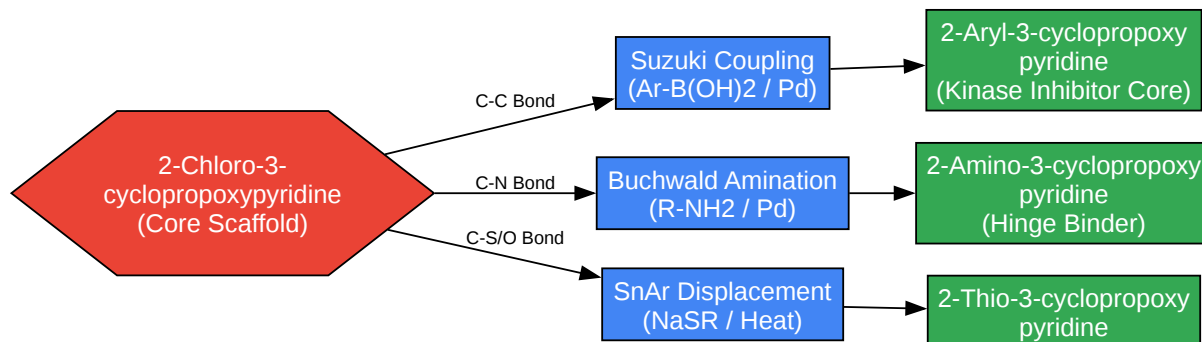 2-Chloro-3-
cyclopropoxypyridine
(Core Scaffold)
C-C Bond
Suzuki Coupling
(Ar-B(OH)2 / Pd)
2-Aryl-3-cyclopropoxy
pyridine
(Kinase Inhibitor Core)
C-N Bond
Buchwald Amination
(R-NH2 / Pd)
2-Amino-3-cyclopropoxy
pyridine
(Hinge Binder)
C-S/O Bond
SnAr Displacement
(NaSR / Heat)
2-Thio-3-cyclopropoxy
pyridine